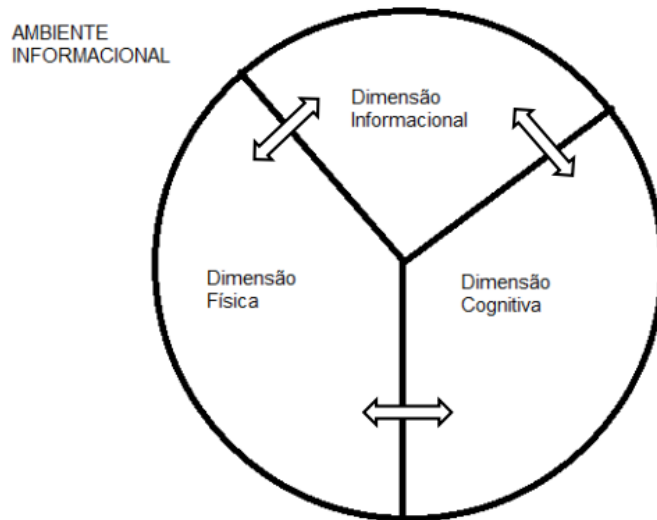 AMBIENTE
INFORMACIONAL
Dimensão
Informacional
Dimensão
Física
Dimensão
Cognitiva